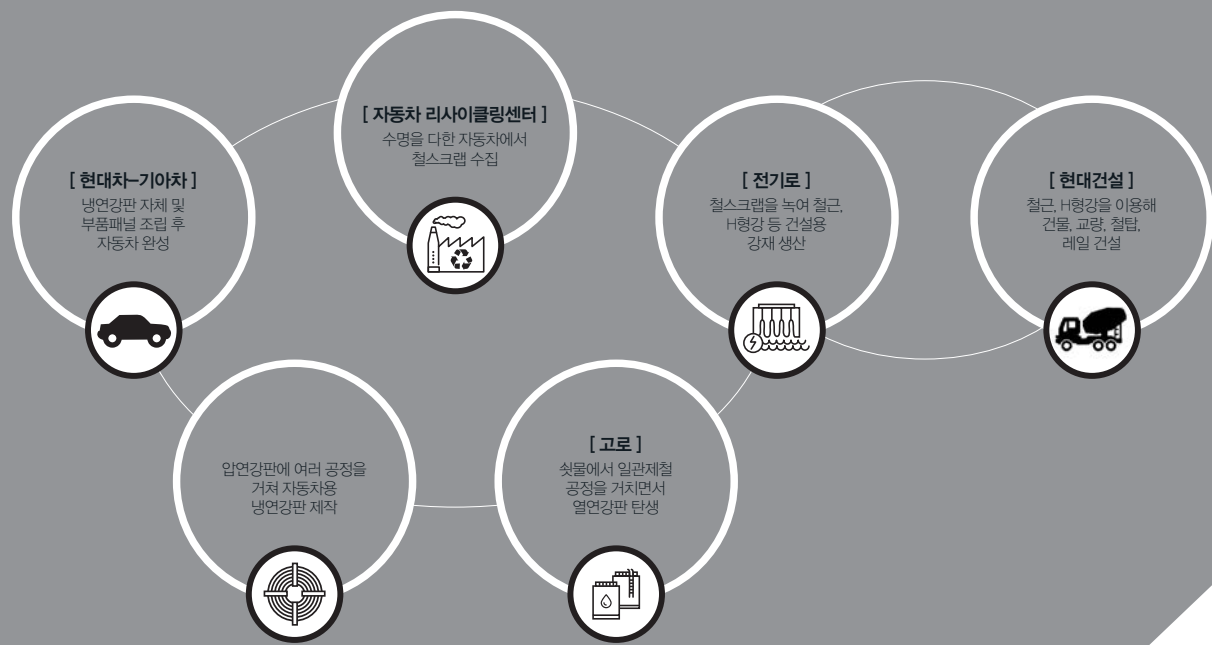 [ 자동차 리사이클링센터 ]
수명을 다한 자동차에서
철스크랩 수집
[ 현대차–기아차 ]
냉연강판 자체 및
부품패널 조립 후
자동차 완성
[ 전기로 ]
철스크랩을 녹여 철근,
H형강 등 건설용
강재 생산
[ 현대건설 ]
철근, H형강을 이용해
건물, 교량, 철탑,
레일 건설
압연강판에 여러 공정을
거쳐 자동차용
냉연강판 제작
[ 고로 ]
쇳물에서 일관제철
공정을 거치면서
열연강판 탄생